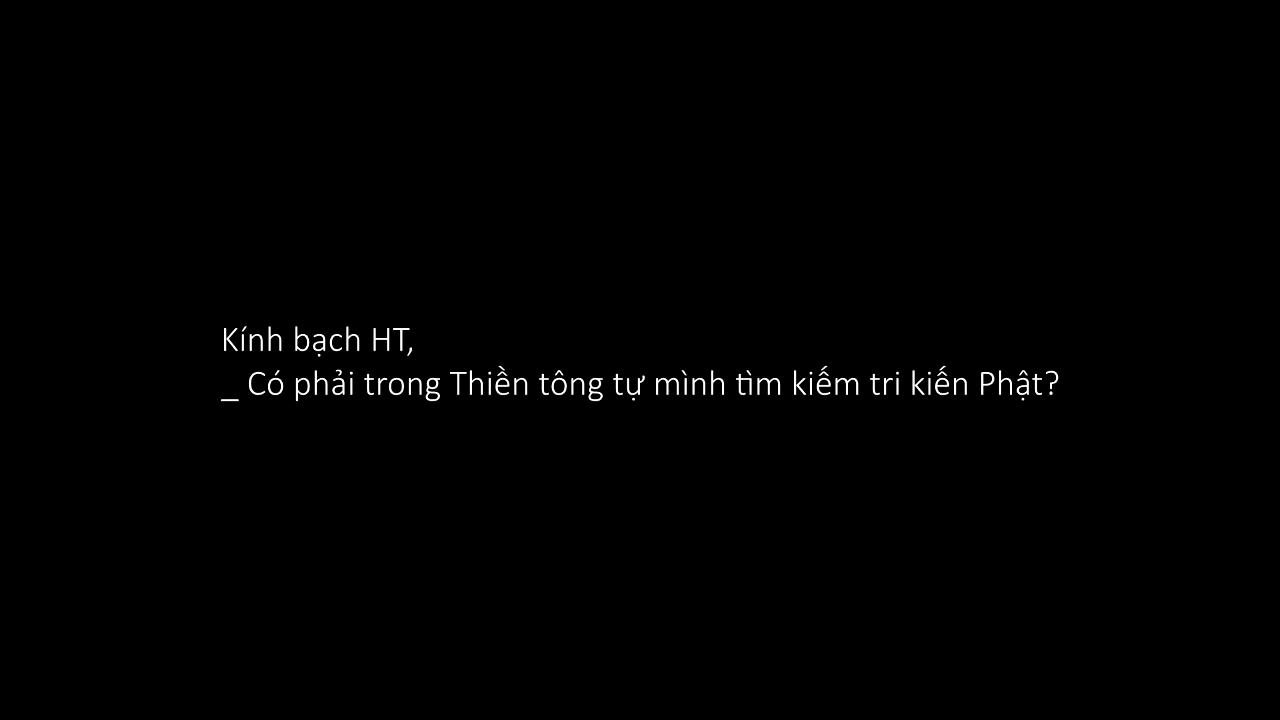 Kính bạch HT,
_ Có phải trong Thiền tông tự mình tìm kiếm tri kiến Phật?